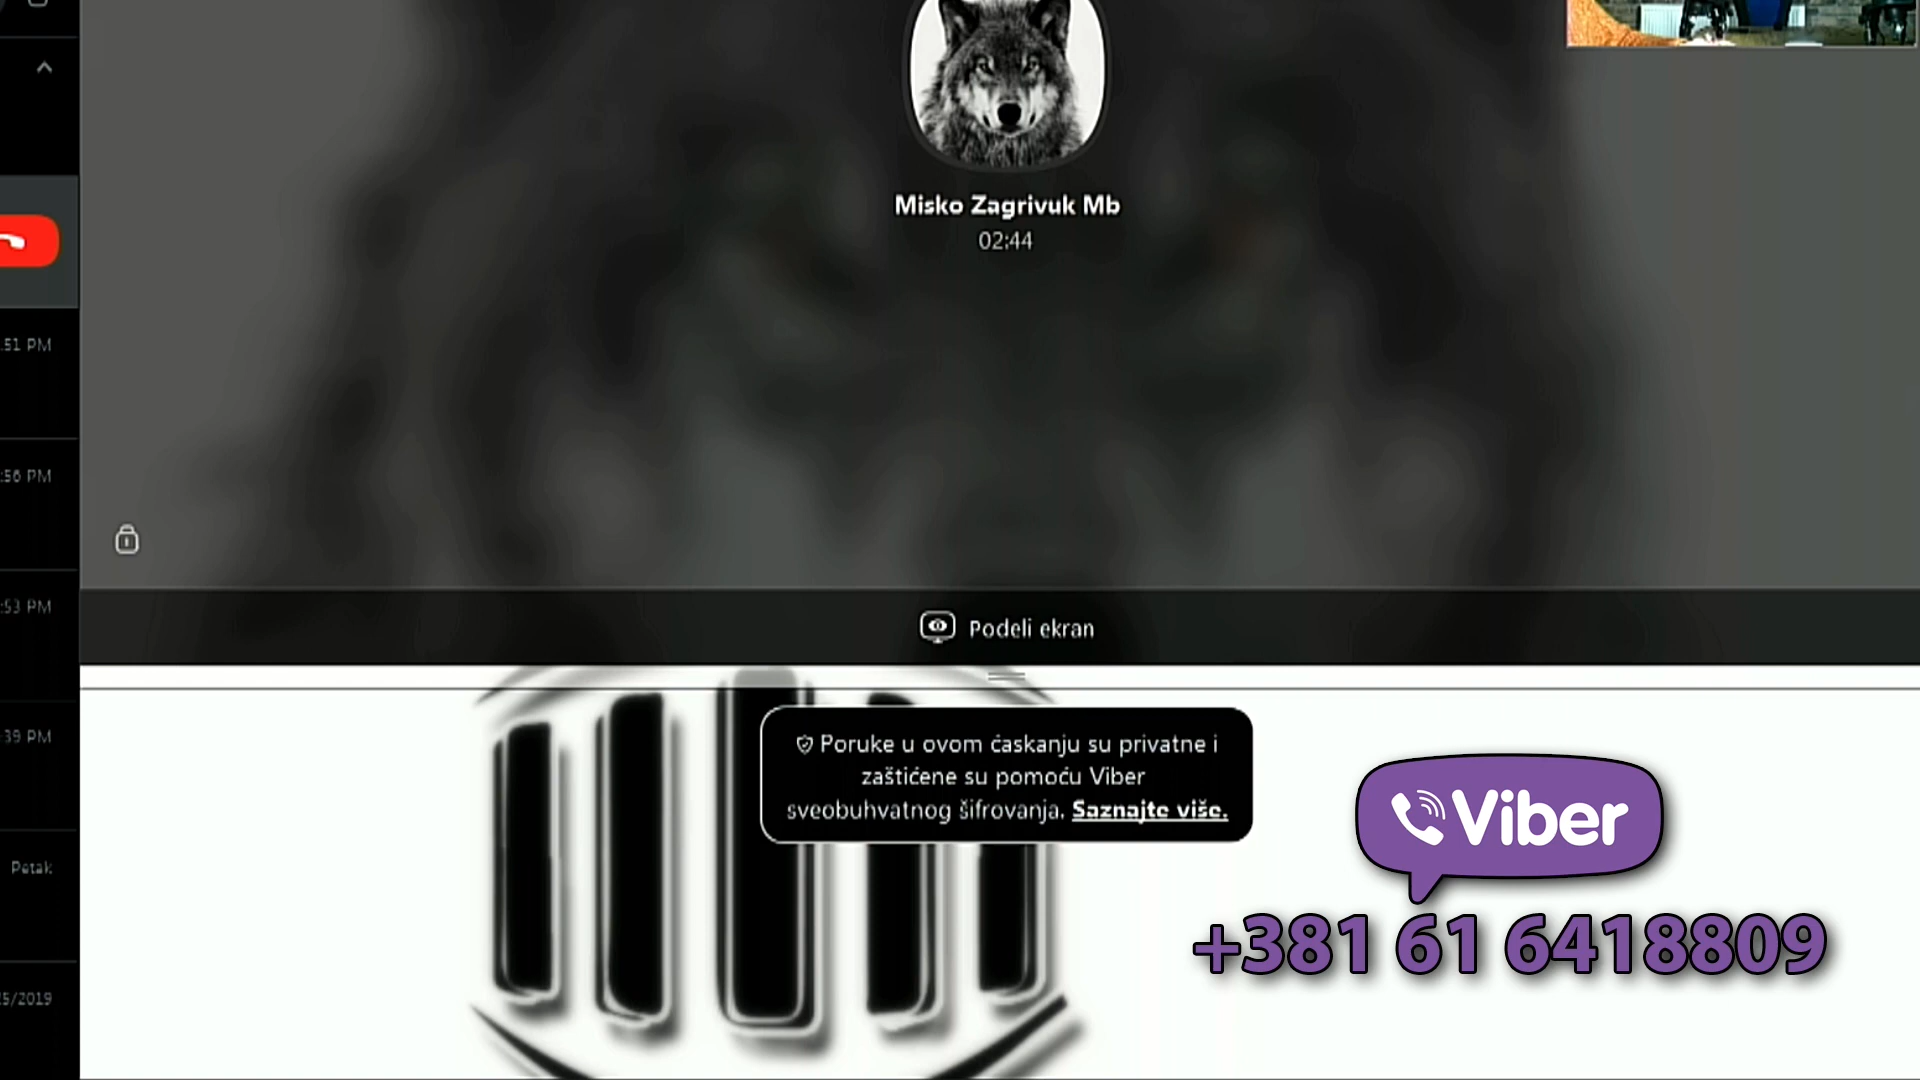 Misko Zagrivuk Mb
02:44
:51 PM
:56 PM
:53 PM
:39 PM
Petak
5/2019
Podeli ekran
Poruke u ovom ćaskanju su privatne i
zaštićene su pomoću Viber
sveobuhvatnog šifrovanja. Saznajte više.
Viber
+381 61 6418809